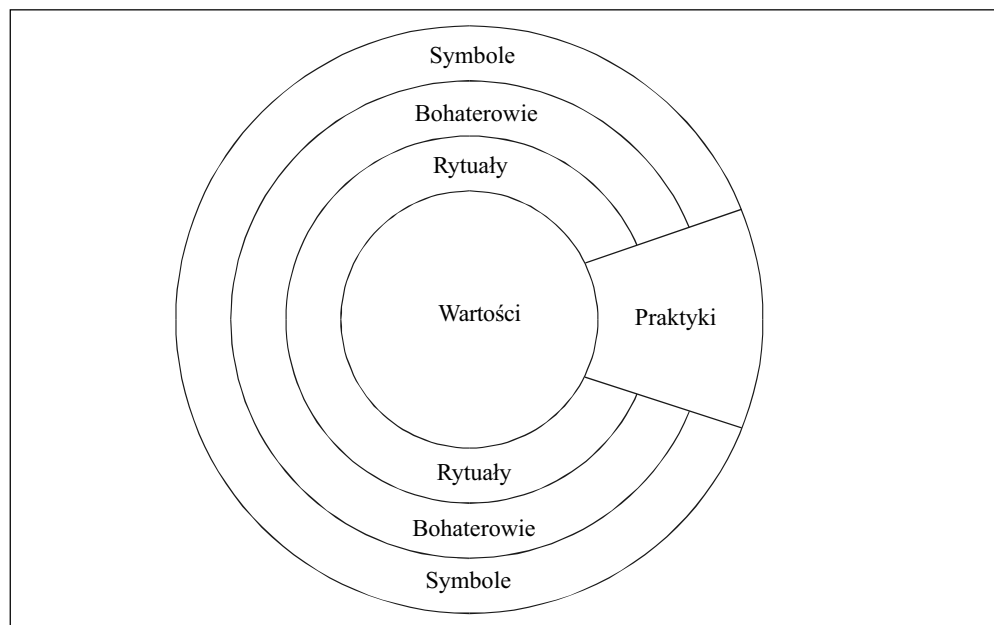 Symbole
Bohaterowie
Rytuały
Wartości
Praktyki
Rytuały
Bohaterowie
Symbole